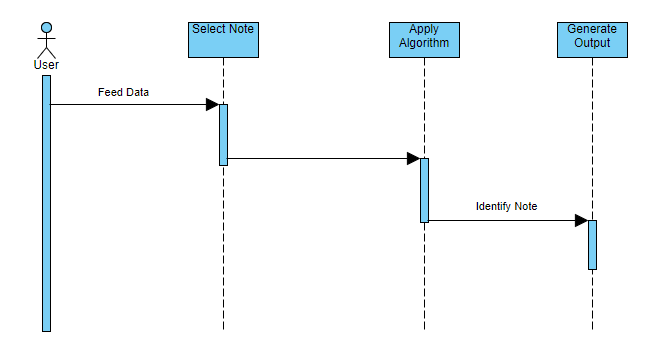 Select Note
Apply
Algorithm
Generate
Output
User
Feed Data
Identify Note